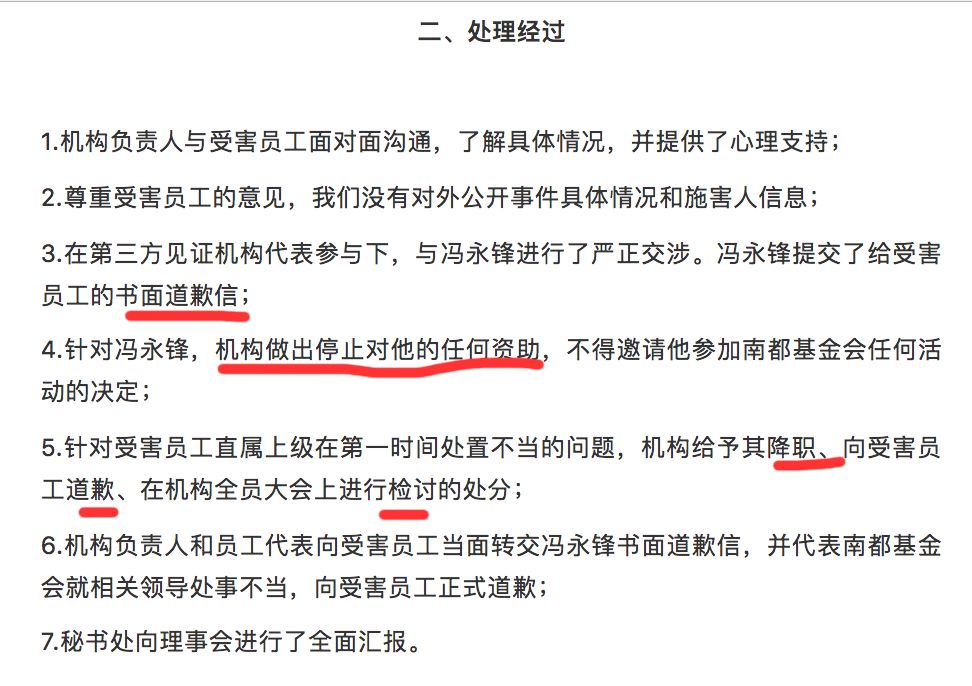 二、处理经过
1.机构负责人与受害员工面对面沟通，了解具体情况，并提供了心理支持；
2.尊重受害员工的意见，我们没有对外公开事件具体情况和施害人信息；
3.在第三方见证机构代表参与下，与冯永锋进行了严正交涉。冯永锋提交了给受害
员工的书面道歉信；
4.针对冯永锋，机构做出停止对他的任何资助，不得邀请他参加南都基金会任何活
动的决定；
5.针对受害员工直属上级在第一时间处置不当的问题，机构给予其降职、向受害员
工道歉、在机构全员大会上进行检讨的处分；
6.机构负责人和员工代表向受害员工当面转交冯永锋书面道歉信，并代表南都基金
会就相关领导处事不当，向受害员工正式道歉；
7.秘书处向理事会进行了全面汇报。